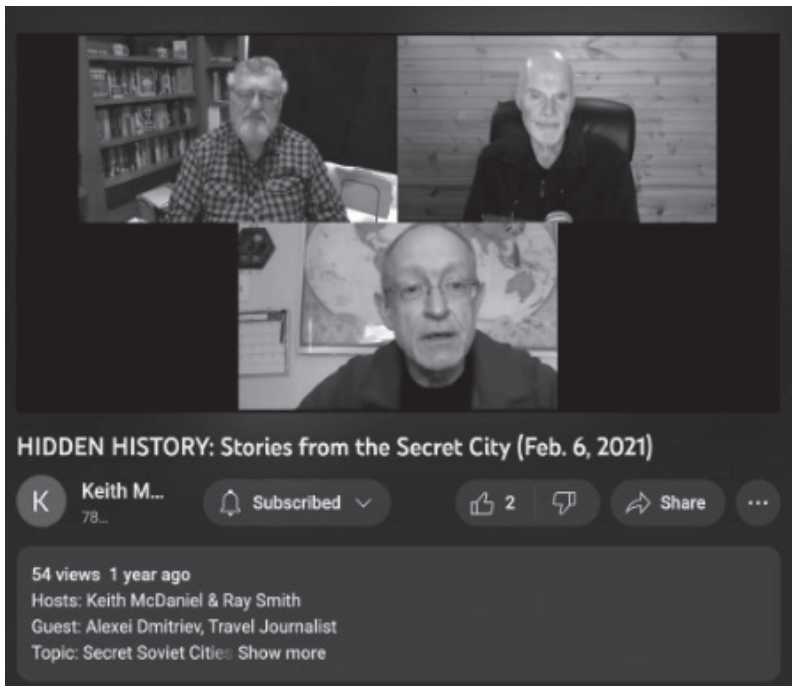 HIDDEN HISTORY: Stories from the Secret City (Feb. 6, 2021)
K
Keith M...
78...
Subscribed
2
Share
54 views 1 year ago
Hosts: Keith McDaniel & Ray Smith
Guest: Alexei Dmitriev, Travel Journalist
Topic: Secret Soviet Cities Show more